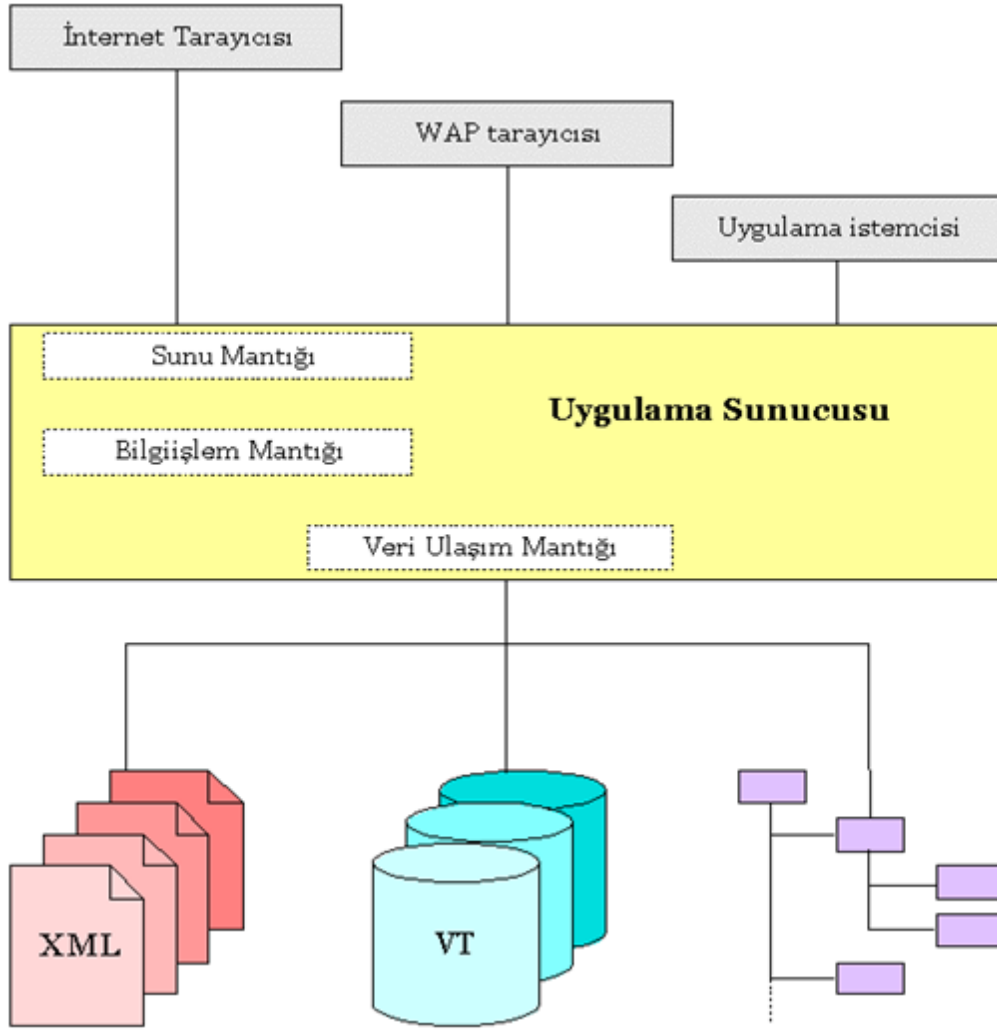 İnternet Tarayıcısı
WAP tarayıcısı
Uygulama istemcisi
Sunu Mantığı
Uygulama Sunucusu
Bilgiişlem Mantığı
Veri Ulaşım Mantığı
XML
VT